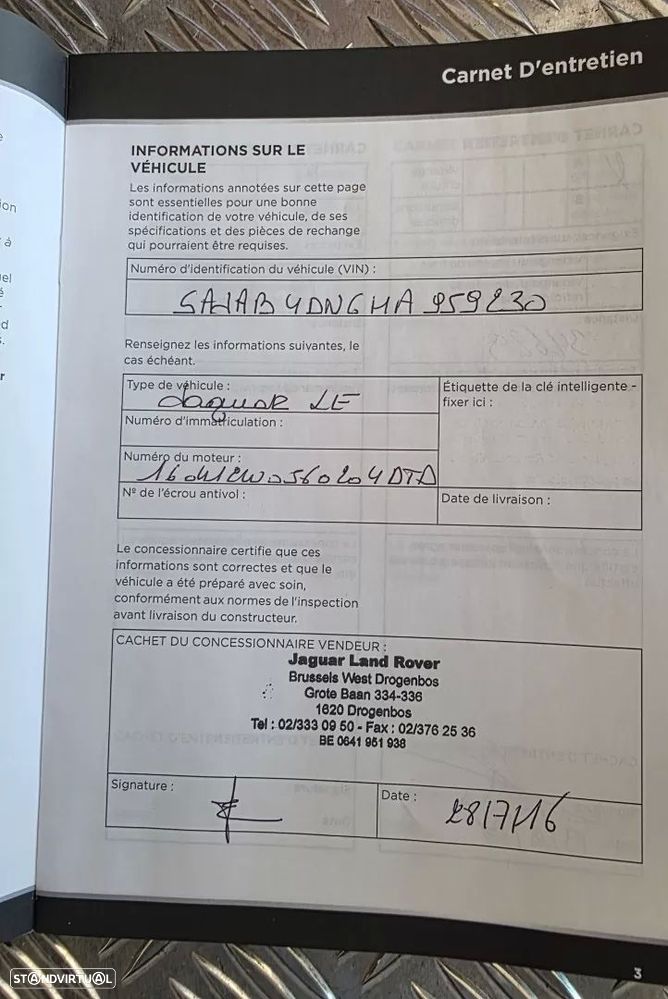 Carnet D'entretien
INFORMATIONS SUR LE
VÉHICULE
Les informations annotées sur cette page
sont essentielles pour une bonne
identification de votre véhicule, de ses
spécifications et des pièces de rechange
qui pourraient être requises.
Numéro d'identification du véhicule (VIN) :
SAJAB4DN6HA959230
Renseignez les informations suivantes, le
cas échéant.
Type de véhicule :
Jaguar XE
Étiquette de la clé intelligente -
fixer ici :
Numéro d'immatriculation :
Numéro du moteur :
204DTD
Nº de l'écrou antivol :
Date de livraison :
Le concessionnaire certifie que ces
informations sont correctes et que le
véhicule a été préparé avec soin,
conformément aux normes de l'inspection
avant livraison du constructeur.
CACHET DU CONCESSIONNAIRE VENDEUR :
Jaguar Land Rover
Brussels West Drogenbos
Grote Baan 334-336
1620 Drogenbos
Tel : 02/333 09 50 - Fax : 02/376 25 36
BE 0641 951 938
Signature :
Date :
28/7/16
3
STANDVIRTUAL